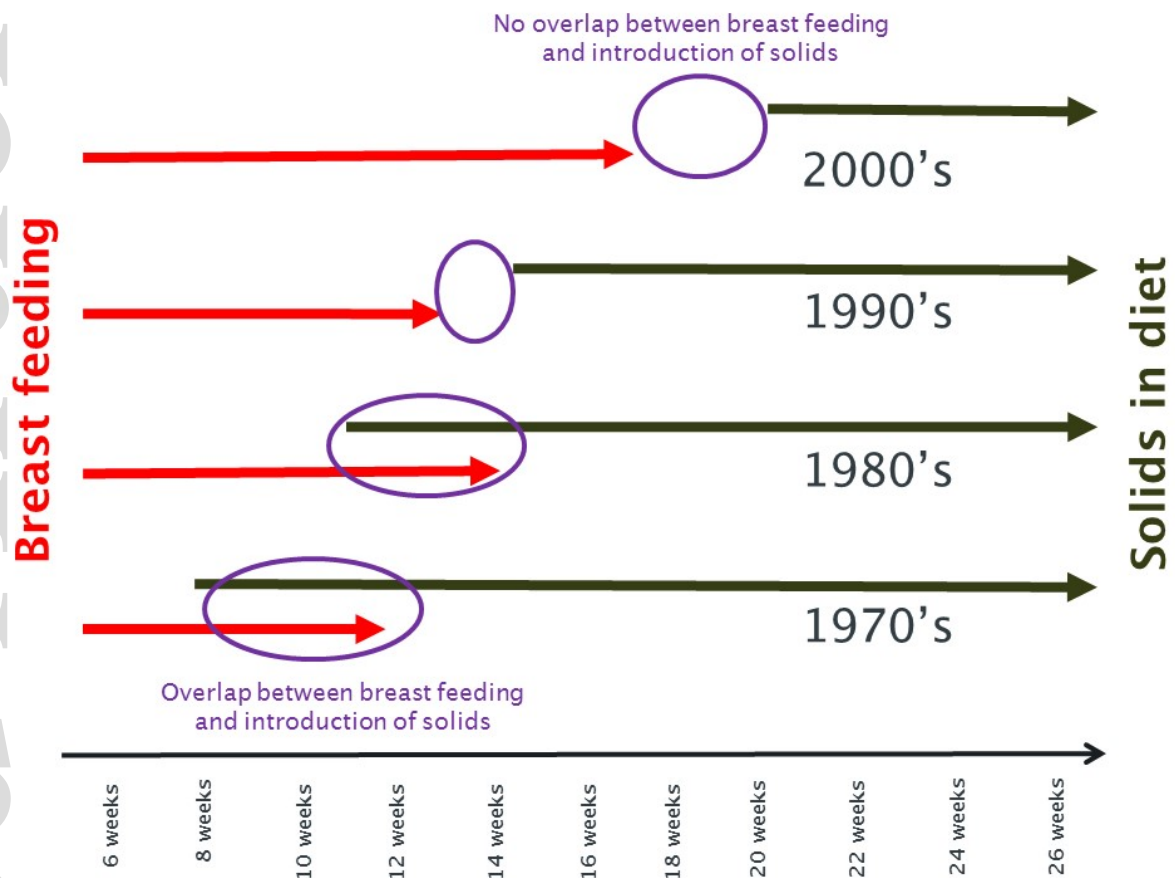 No overlap between breast feeding
and introduction of solids
2000's
Breast feeding
1990's
Solids in diet
1980's
1970's
Overlap between breast feeding
and introduction of solids
6 weeks
8 weeks
10 weeks
12 weeks
14 weeks
16 weeks
18 weeks
20 weeks
22 weeks
24 weeks
26 weeks